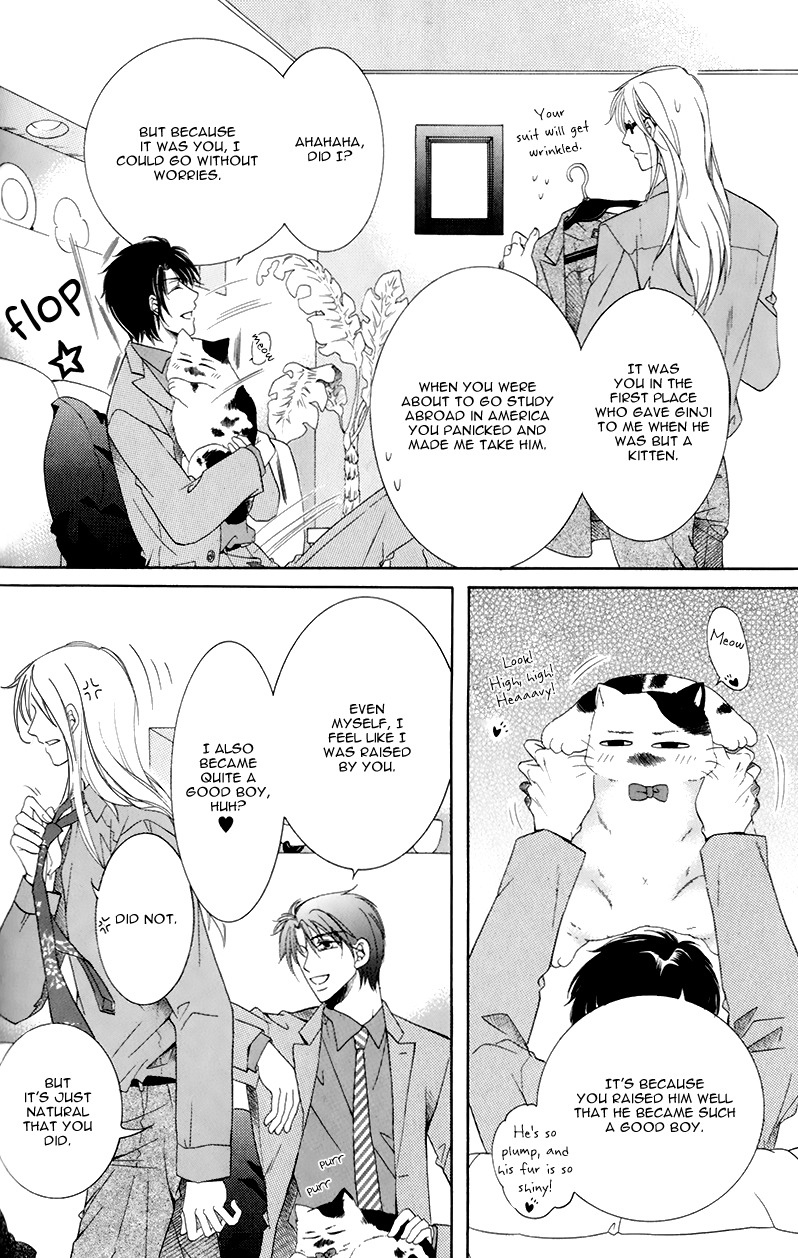 Your
suit will get
wrinkled.
IT WAS
YOU IN THE
FIRST PLACE
WHO GAVE GINJI
TO ME WHEN HE
WAS BUT A
KITTEN.
WHEN YOU WERE
ABOUT TO GO STUDY
ABROAD IN AMERICA
YOU PANICKED AND
MADE ME TAKE HIM.
AHAHAHA,
DID I?
BUT BECAUSE
IT WAS YOU, I
COULD GO WITHOUT
WORRIES.
meow
flop
Meow
Look!
High, high!
Heaaavy!
IT'S BECAUSE
YOU RAISED HIM WELL
THAT HE BECAME SUCH
A GOOD BOY.
He's so
plump, and
his fur is so
shiny!
EVEN
MYSELF, I
FEEL LIKE I
WAS RAISED
BY YOU.
I ALSO
BECAME
QUITE A
GOOD BOY,
HUH?
DID NOT.
BUT
IT'S JUST
NATURAL
THAT YOU
DID.
purr
purr